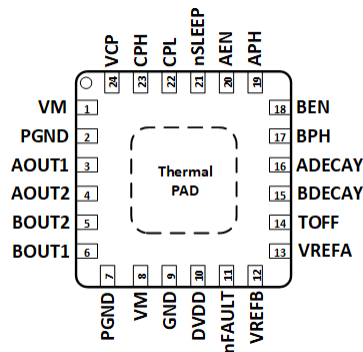 VCP
CPH
CPL
nSLEEP
AEN
APH
24
23
22
21
20
19
VM 1
18 BEN
PGND 2
17 BPH
AOUT1 3
16 ADECAY
AOUT2 4
15 BDECAY
BOUT2 5
14 TOFF
BOUT1 6
13 VREFA
Thermal
PAD
7
8
9
10
11
12
PGND
VM
GND
DVDD
nFAULT
VREFB